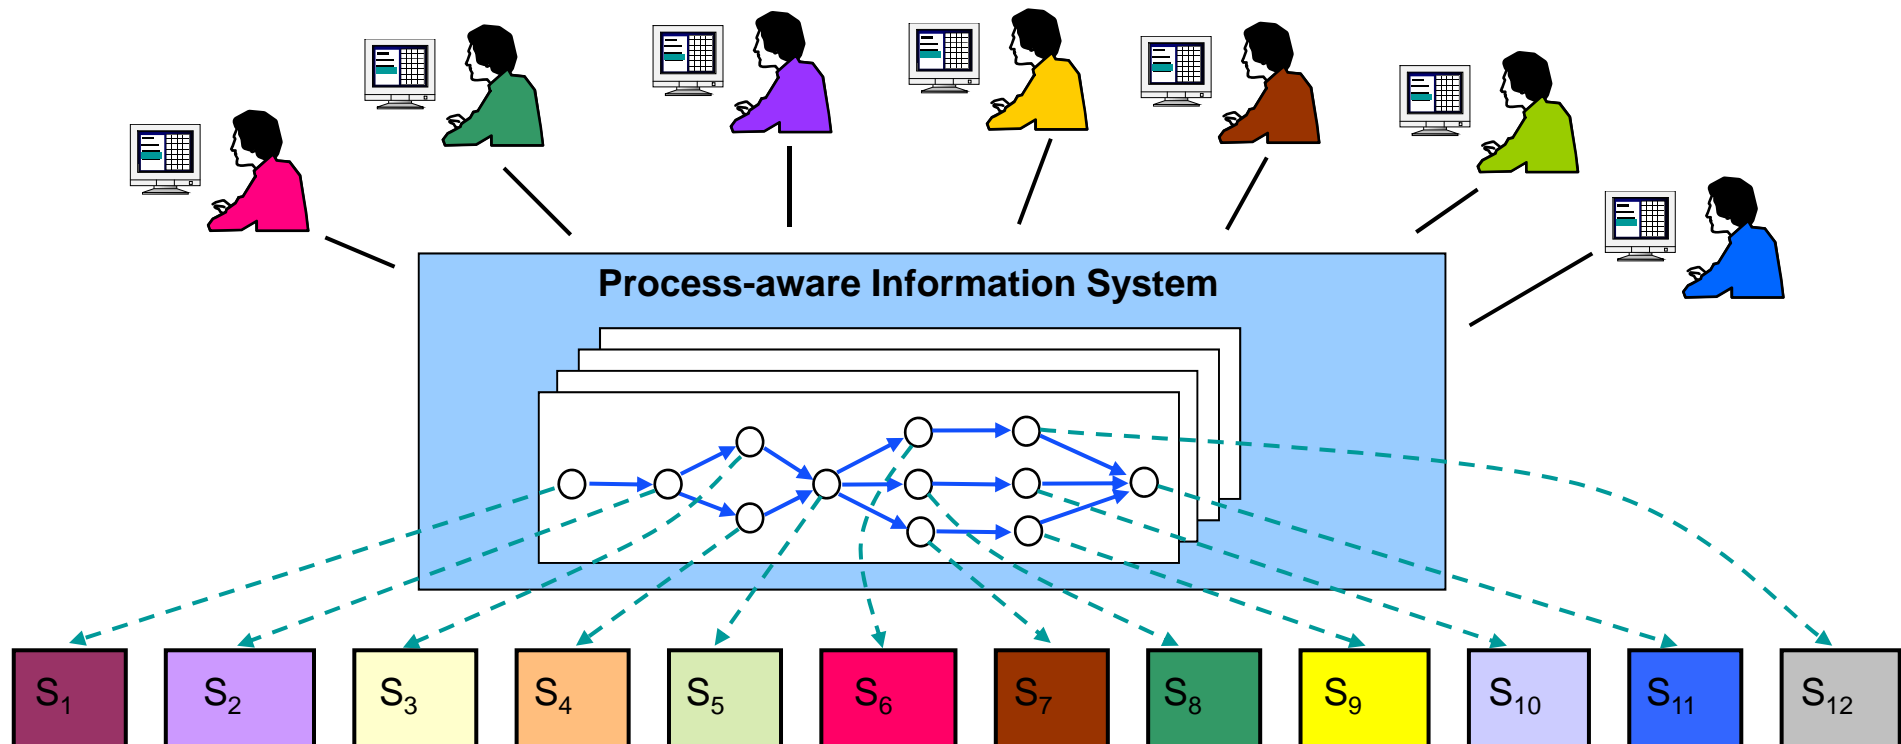 Process-aware Information System
S1 S2 S3 S4 S5 S6 S7 S8 S9 S10 S11 S12